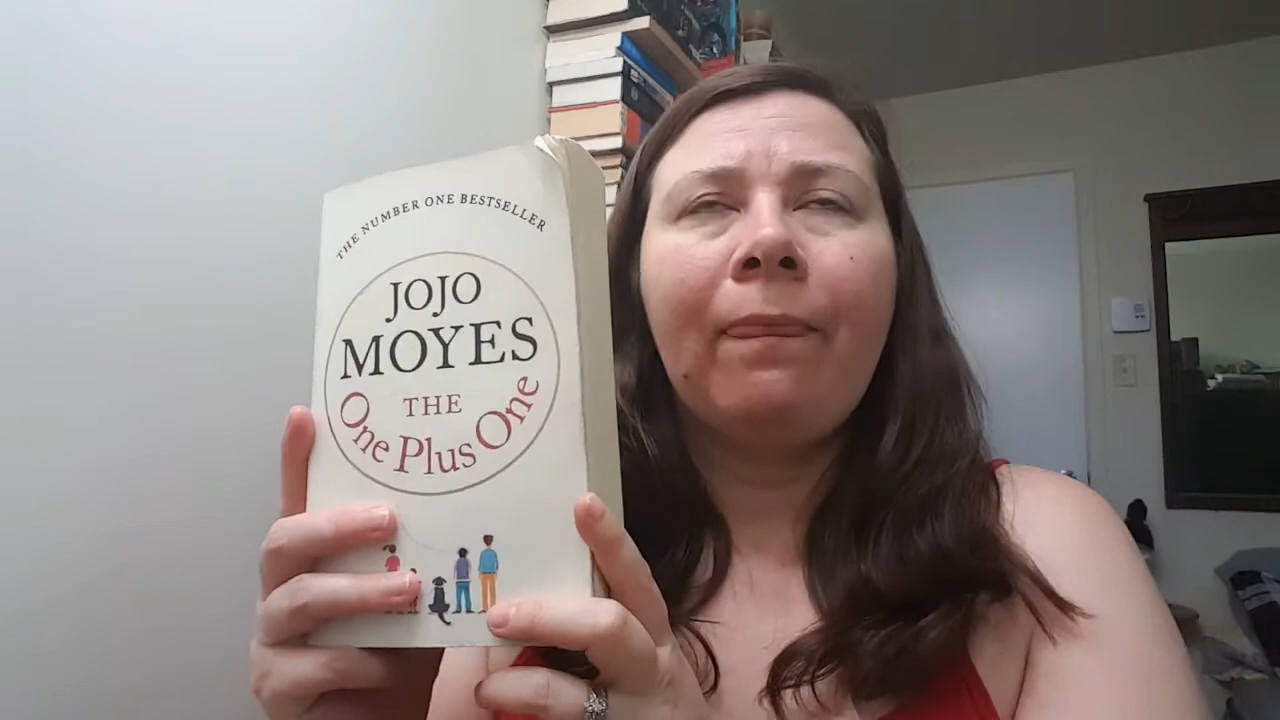 THE NUMBER ONE BESTSELLER
JOJO
MOYES
THE
One Plus One